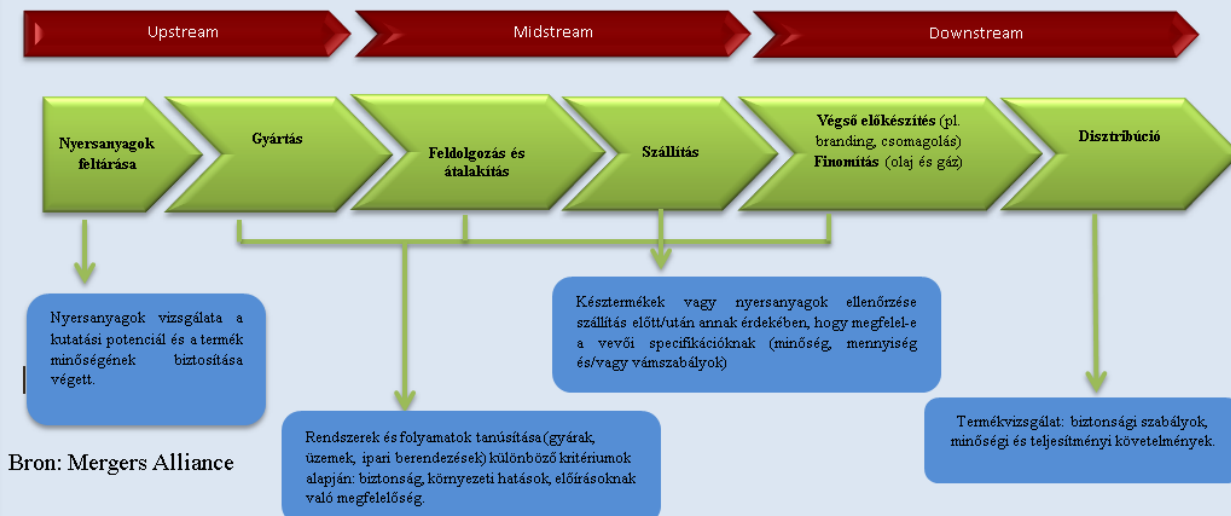 Upstream
Midstream
Downstream
Nyersanyagok
feltárása
Gyártás
Feldolgozás és
átalakítás
Szállítás
Végső előkészítés (pl.
branding, csomagolás)
Finomítás (olaj és gáz)
Disztribúció
Nyersanyagok vizsgálata a
kutatási potenciál és a termék
minőségének biztosítása
végett.
Késztermékek vagy nyersanyagok ellenőrzése
szállítás előtt/után annak érdekében, hogy megfelel-e
a vevői specifikációknak (minőség, mennyiség
és/vagy vámszabályok)
Rendszerek és folyamatok tanúsítása (gyárak,
üzemek, ipari berendezések) különböző kritériumok
alapján: biztonság, környezeti hatások, előírásoknak
való megfelelőség.
Termékvizsgálat: biztonsági szabályok,
minőségi és teljesítményi követelmények.
Bron: Mergers Alliance